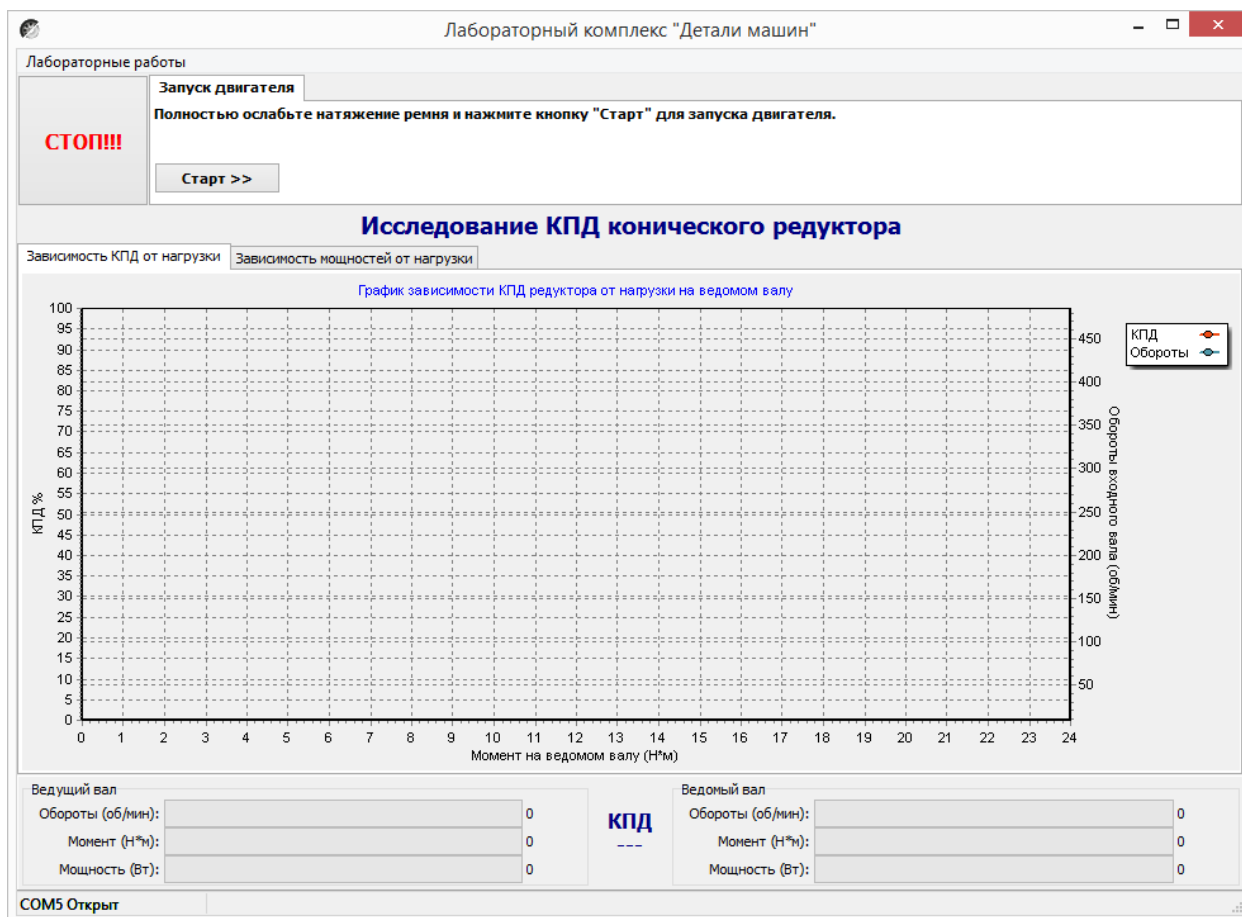 Лабораторный комплекс "Детали машин"
Лабораторные работы
СТОП!!!
Запуск двигателя
Полностью ослабьте натяжение ремня и нажмите кнопку "Старт" для запуска двигателя.
Старт >>
Исследование КПД конического редуктора
Зависимость КПД от нагрузки
Зависимость мощностей от нагрузки
График зависимости КПД редуктора от нагрузки на ведомом валу
КПД %
100
95
90
85
80
75
70
65
60
55
50
45
40
35
30
25
20
15
10
5
0
0 1 2 3 4 5 6 7 8 9 10 11 12 13 14 15 16 17 18 19 20 21 22 23 24
Момент на ведомом валу (Н*м)
450
400
350
300
250
200
150
100
50
Обороты входного вала (об/мин)
КПД
Обороты
Ведущий вал
Обороты (об/мин): 0
Момент (Н*м): 0
Мощность (Вт): 0
КПД
---
Ведомый вал
Обороты (об/мин): 0
Момент (Н*м): 0
Мощность (Вт): 0
COM5 Открыт